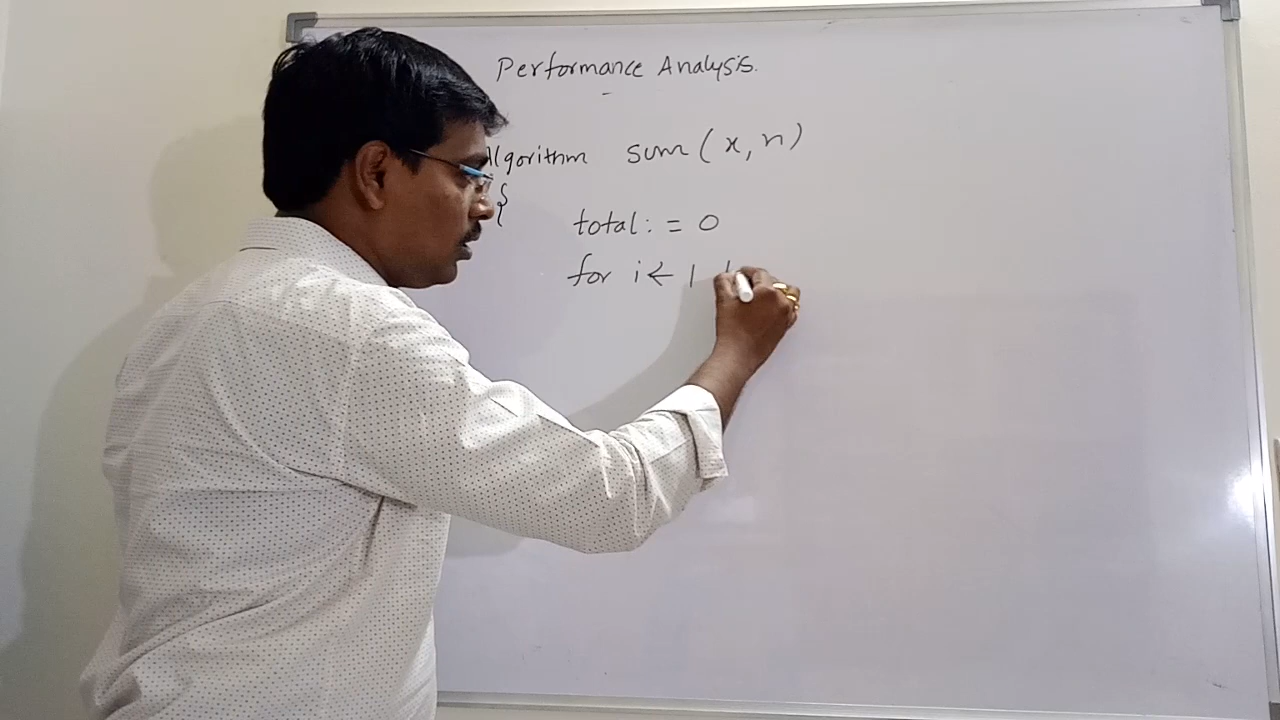 Performance Analysis.
lgorithm sum (x, n)
{
total : = 0
for i ← 1